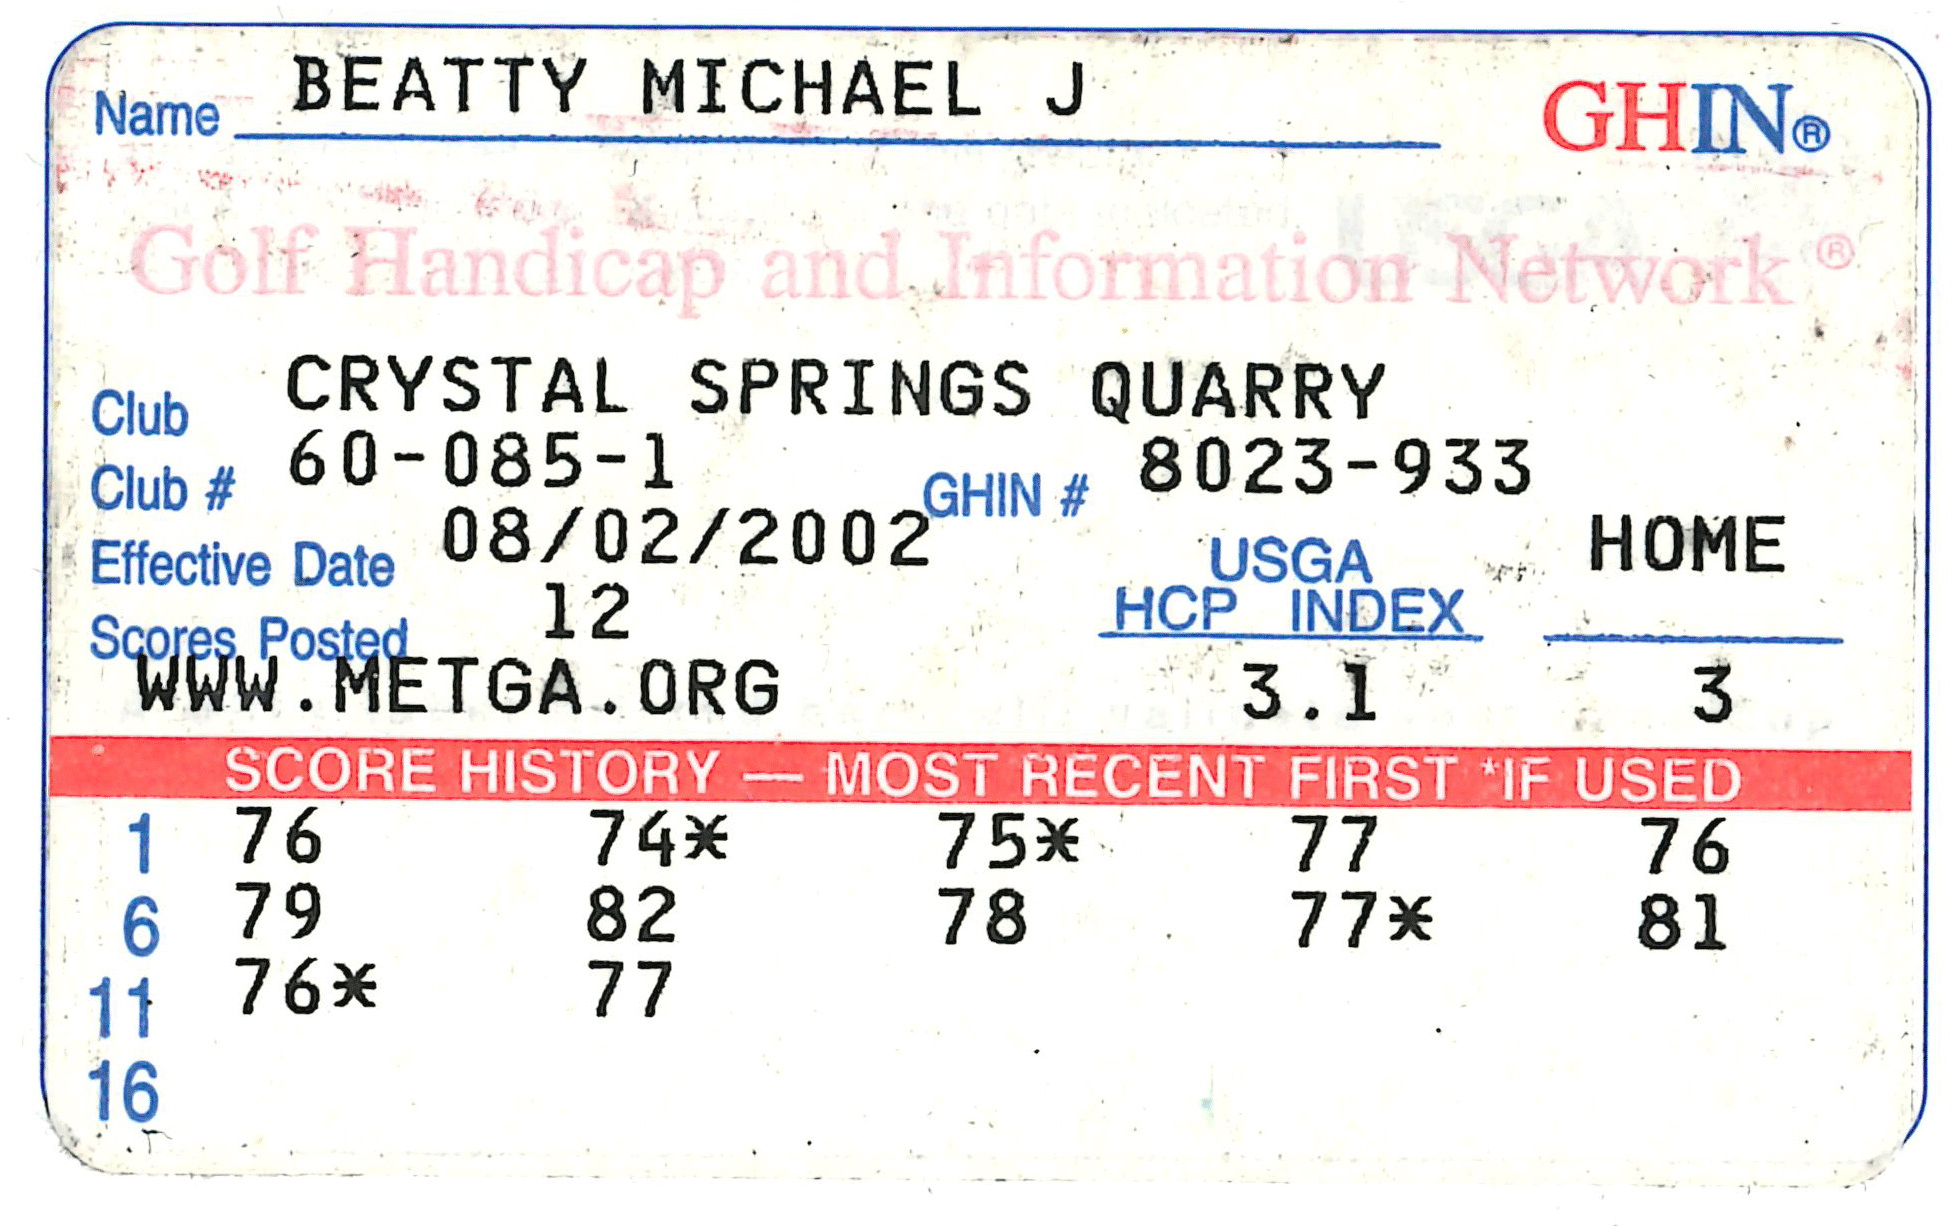 Name BEATTY MICHAEL J GHIN®
Golf Handicap and Information Network ®
Club CRYSTAL SPRINGS QUARRY
Club # 60-085-1 GHIN # 8023-933
Effective Date 08/02/2002 USGA HCP INDEX HOME
Scores Posted 12
WWW.METGA.ORG 3.1 3
SCORE HISTORY — MOST RECENT FIRST *IF USED
1 76 74* 75* 77 76
6 79 82 78 77* 81
11 76* 77
16